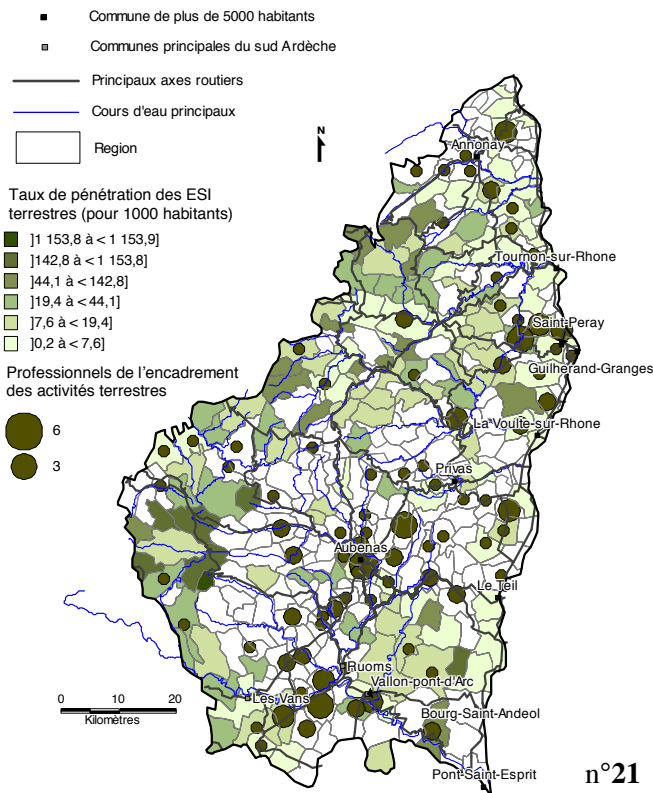 Commune de plus de 5000 habitants
Communes principales du sud Ardèche
Principaux axes routiers
Cours d'eau principaux
Region
N
Taux de pénétration des ESI
terrestres (pour 1000 habitants)
]1 153,8 à < 1 153,9]
]142,8 à < 1 153,8]
]44,1 à < 142,8]
]19,4 à < 44,1]
]7,6 à < 19,4]
]0,2 à < 7,6]
Professionnels de l'encadrement
des activités terrestres
6
3
Annonay
Tournon-sur-Rhone
Saint-Peray
Guilherand-Granges
La Voulte-sur-Rhone
Privas
Aubenas
Le Teil
Ruoms
Vallon-pont-d'Arc
Les Vans
Bourg-Saint-Andeol
Pont-Saint-Esprit
0 10 20
Kilomètres
n°21